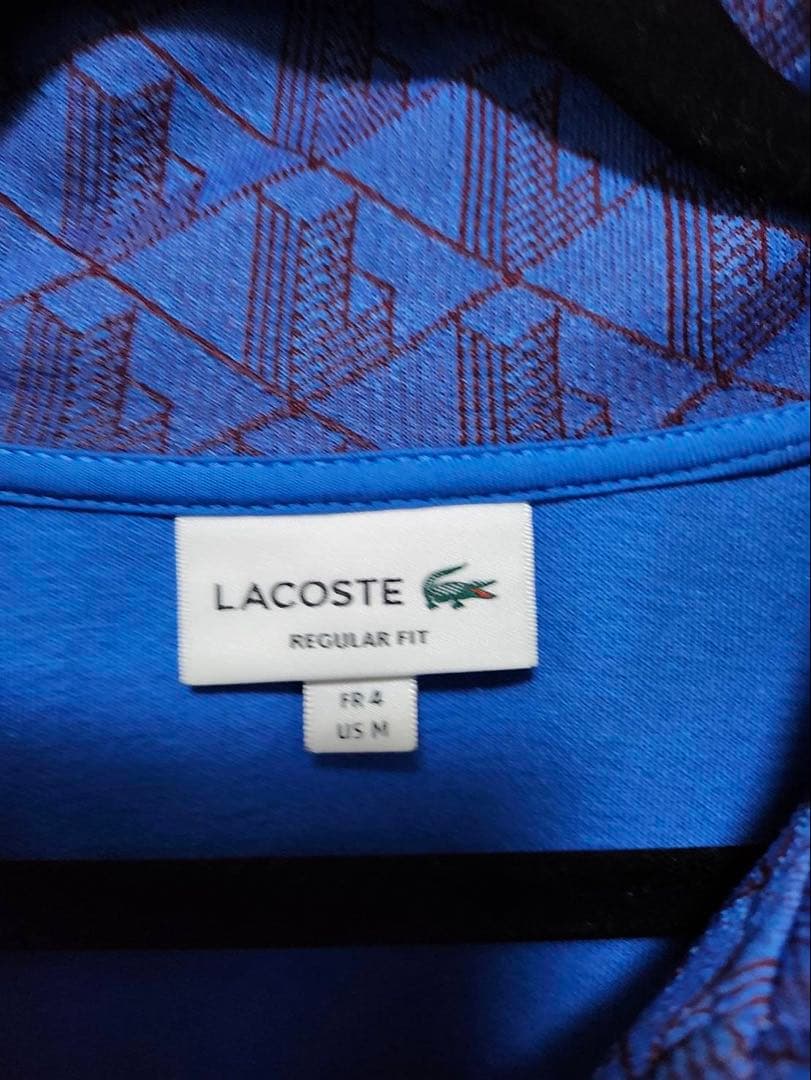 LACOSTE
REGULAR FIT
FR 4
US M